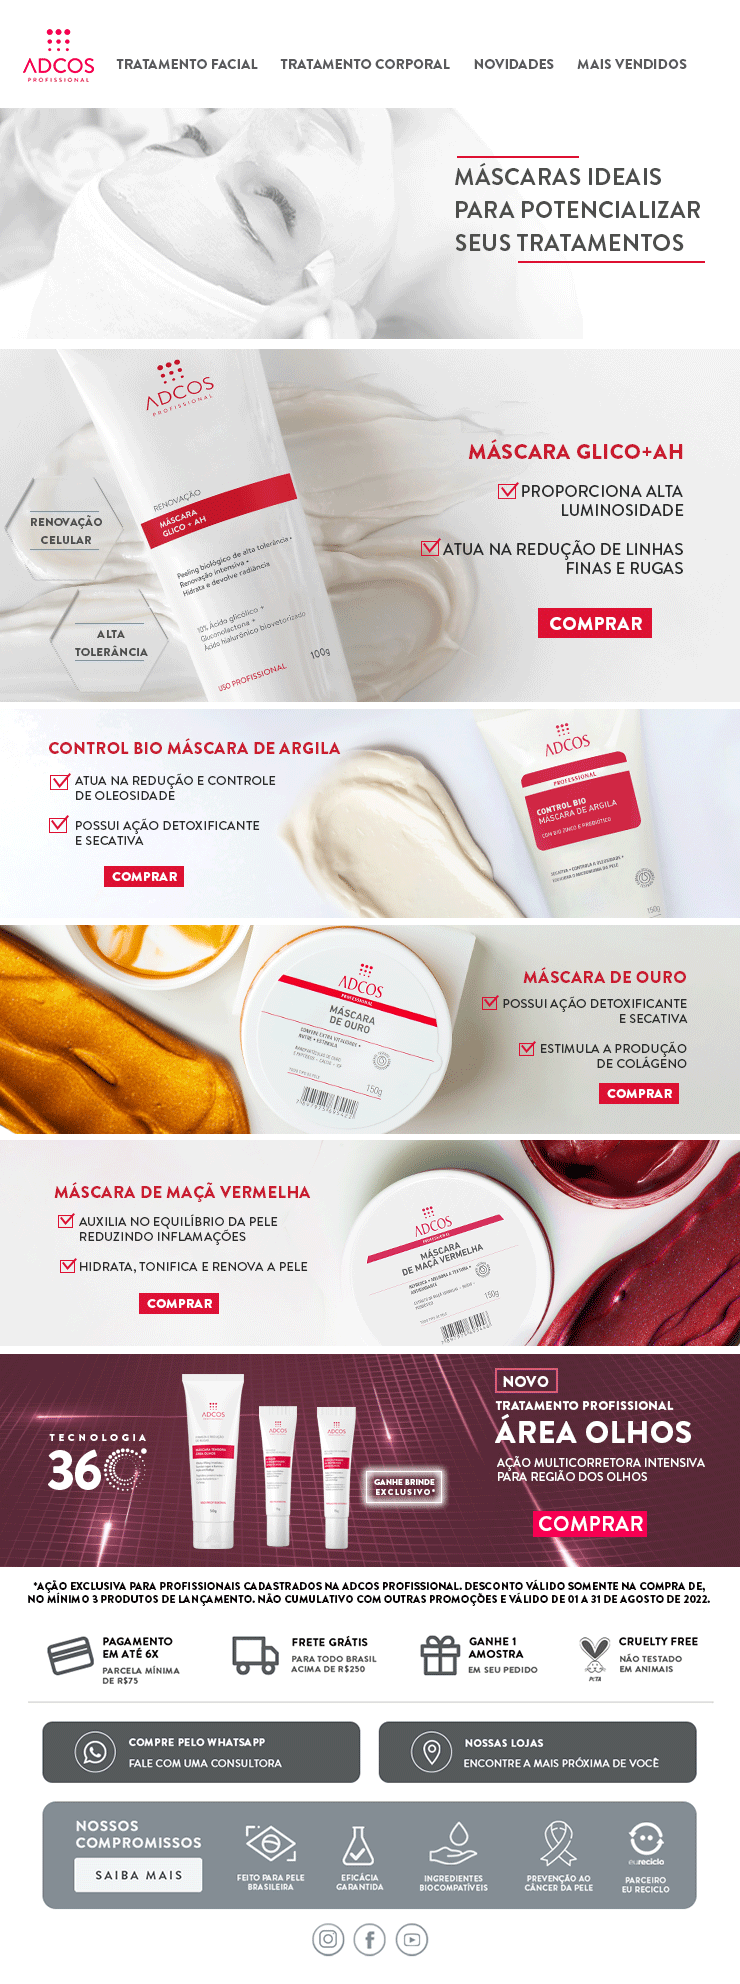 ADCOS
PROFISSIONAL
TRATAMENTO FACIAL
TRATAMENTO CORPORAL
NOVIDADES
MAIS VENDIDOS
MÁSCARAS IDEAIS
PARA POTENCIALIZAR
SEUS TRATAMENTOS
ADCOS
PROFISSIONAL
RENOVAÇÃO
MÁSCARA
GLICO + AH
Peeling biológico de alta tolerância •
Renovação intensiva •
Hidrata e devolve radiância
10% Ácido glicólico +
Gluconolactona +
Ácido hialurônico biovetorizado
USO PROFISSIONAL
100g
RENOVAÇÃO
CELULAR
ALTA
TOLERÂNCIA
MÁSCARA GLICO+AH
PROPORCIONA ALTA
LUMINOSIDADE
ATUA NA REDUÇÃO DE LINHAS
FINAS E RUGAS
COMPRAR
CONTROL BIO MÁSCARA DE ARGILA
ATUA NA REDUÇÃO E CONTROLE
DE OLEOSIDADE
POSSUI AÇÃO DETOXIFICANTE
E SECATIVA
COMPRAR
ADCOS
PROFESSIONAL
CONTROL BIO
MÁSCARA DE ARGILA
COM BIO ZINCO E PREBIÓTICO
150g
ADCOS
PROFESSIONAL
MÁSCARA
DE OURO
150g
MÁSCARA DE OURO
POSSUI AÇÃO DETOXIFICANTE
E SECATIVA
ESTIMULA A PRODUÇÃO
DE COLÁGENO
COMPRAR
MÁSCARA DE MAÇÃ VERMELHA
AUXILIA NO EQUILÍBRIO DA PELE
REDUZINDO INFLAMAÇÕES
HIDRATA, TONIFICA E RENOVA A PELE
COMPRAR
ADCOS
MÁSCARA
DE MAÇÃ VERMELHA
150g
TECNOLOGIA
360
ADCOS
GANHE BRINDE
EXCLUSIVO*
NOVO
TRATAMENTO PROFISSIONAL
ÁREA OLHOS
AÇÃO MULTICORRETORA INTENSIVA
PARA REGIÃO DOS OLHOS
COMPRAR
*AÇÃO EXCLUSIVA PARA PROFISSIONAIS CADASTRADOS NA ADCOS PROFISSIONAL. DESCONTO VÁLIDO SOMENTE NA COMPRA DE,
NO MÍNIMO 3 PRODUTOS DE LANÇAMENTO. NÃO CUMULATIVO COM OUTRAS PROMOÇÕES E VÁLIDO DE 01 A 31 DE AGOSTO DE 2022.
PAGAMENTO
EM ATÉ 6X
PARCELA MÍNIMA
DE R$75
FRETE GRÁTIS
PARA TODO BRASIL
ACIMA DE R$250
GANHE 1
AMOSTRA
EM SEU PEDIDO
PeTA
CRUELTY FREE
NÃO TESTADO
EM ANIMAIS
COMPRE PELO WHATSAPP
FALE COM UMA CONSULTORA
NOSSAS LOJAS
ENCONTRE A MAIS PRÓXIMA DE VOCÊ
NOSSOS
COMPROMISSOS
SAIBA MAIS
FEITO PARA PELE
BRASILEIRA
EFICÁCIA
GARANTIDA
INGREDIENTES
BIOCOMPATÍVEIS
PREVENÇÃO AO
CÂNCER DA PELE
eureciclo
PARCEIRO
EU RECICLO